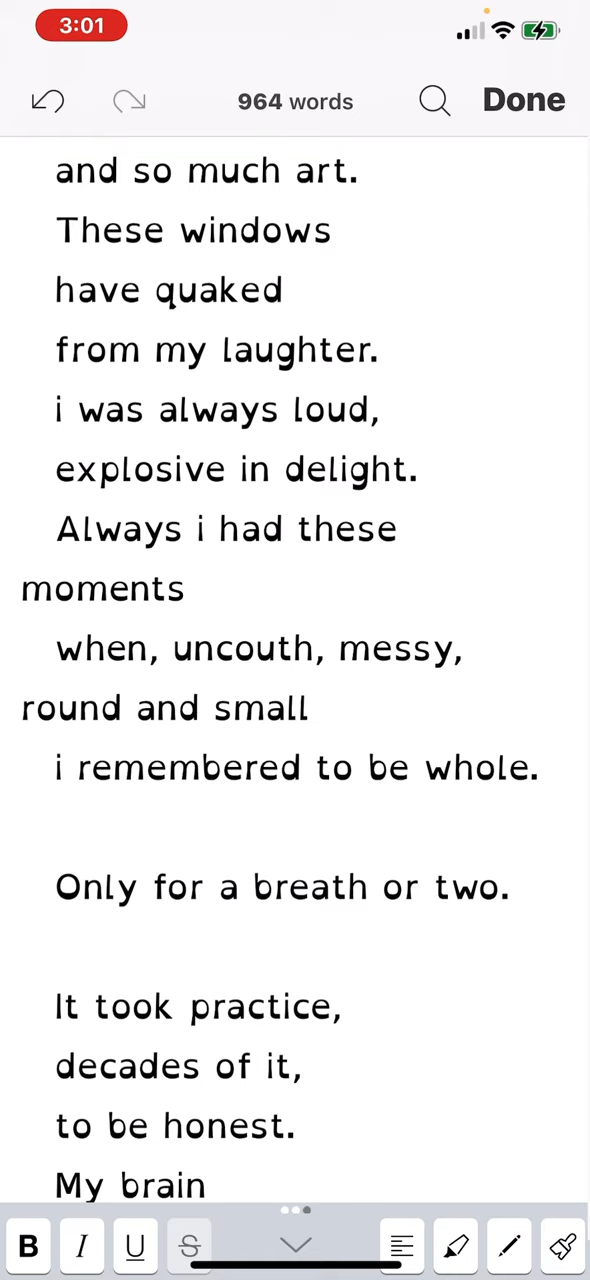 3:01
964 words
Done
and so much art.
These windows
have quaked
from my laughter.
i was always loud,
explosive in delight.
Always i had these
moments
when, uncouth, messy,
round and small
i remembered to be whole.
Only for a breath or two.
It took practice,
decades of it,
to be honest.
My brain
B I U S